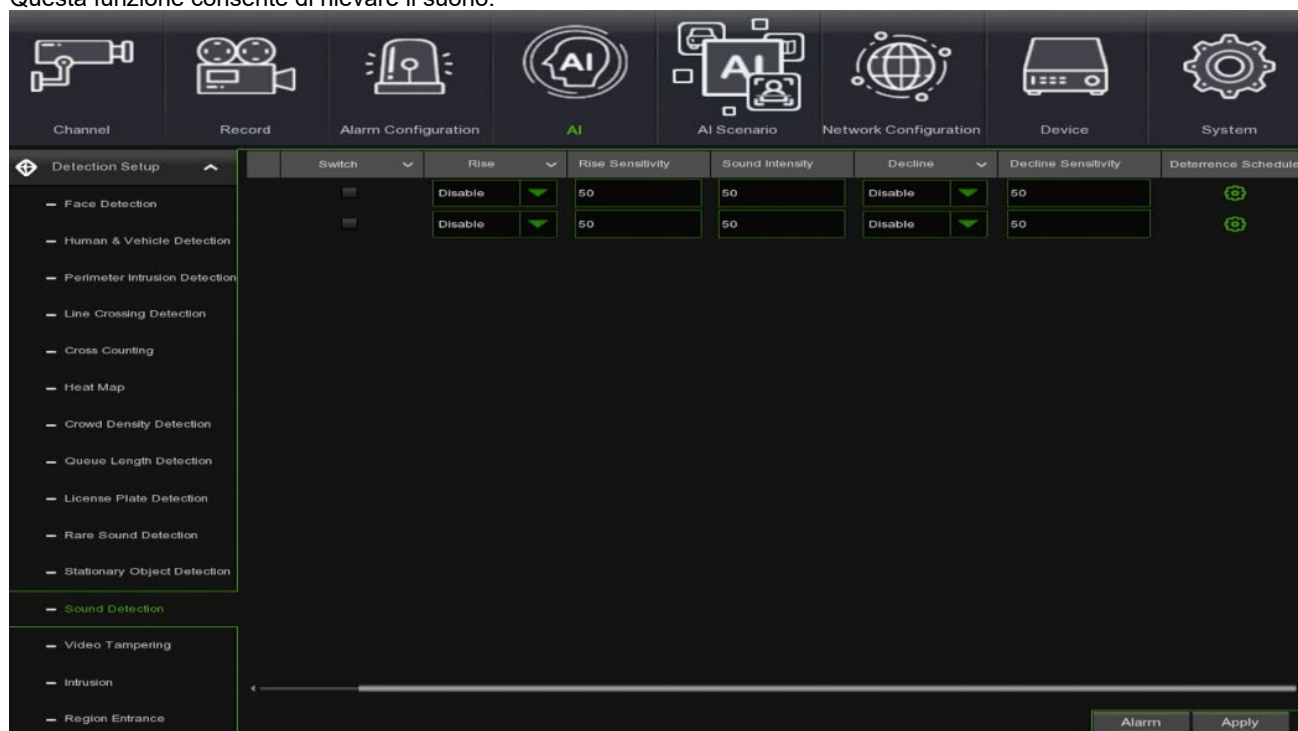 Questa funzione consente di rilevare il suono.
AI
AI
Channel Record Alarm Configuration AI AI Scenario Network Configuration Device System
Detection Setup Switch Rise Rise Sensitivity Sound Intensity Decline Decline Sensitivity Deterrence Schedule
Disable 50 50 Disable 50
Face Detection
Disable 50 50 Disable 50
Human & Vehicle Detection
Perimeter Intrusion Detection
Line Crossing Detection
Cross Counting
Heat Map
Crowd Density Detection
Queue Length Detection
License Plate Detection
Rare Sound Detection
Stationary Object Detection
Sound Detection
Video Tampering
Intrusion
Region Entrance
Alarm Apply